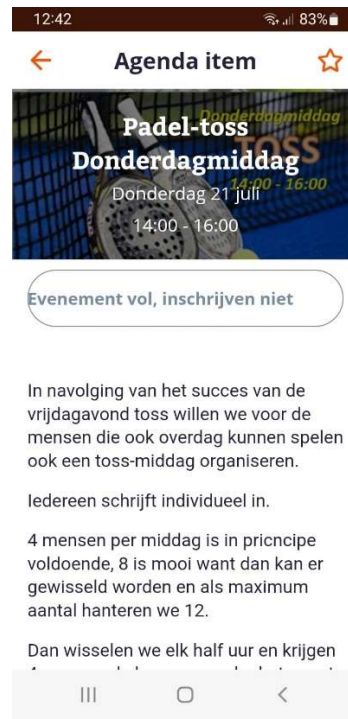 12:42
83%
Agenda item
Donderdagmiddag
TOSS
14:00 - 16:00
Padel-toss
Donderdagmiddag
Donderdag 21 juli
14:00 - 16:00
Evenement vol, inschrijven niet
In navolging van het succes van de
vrijdagavond toss willen we voor de
mensen die ook overdag kunnen spelen
ook een toss-middag organiseren.
Iedereen schrijft individueel in.
4 mensen per middag is in pricncipe
voldoende, 8 is mooi want dan kan er
gewisseld worden en als maximum
aantal hanteren we 12.
Dan wisselen we elk half uur en krijgen